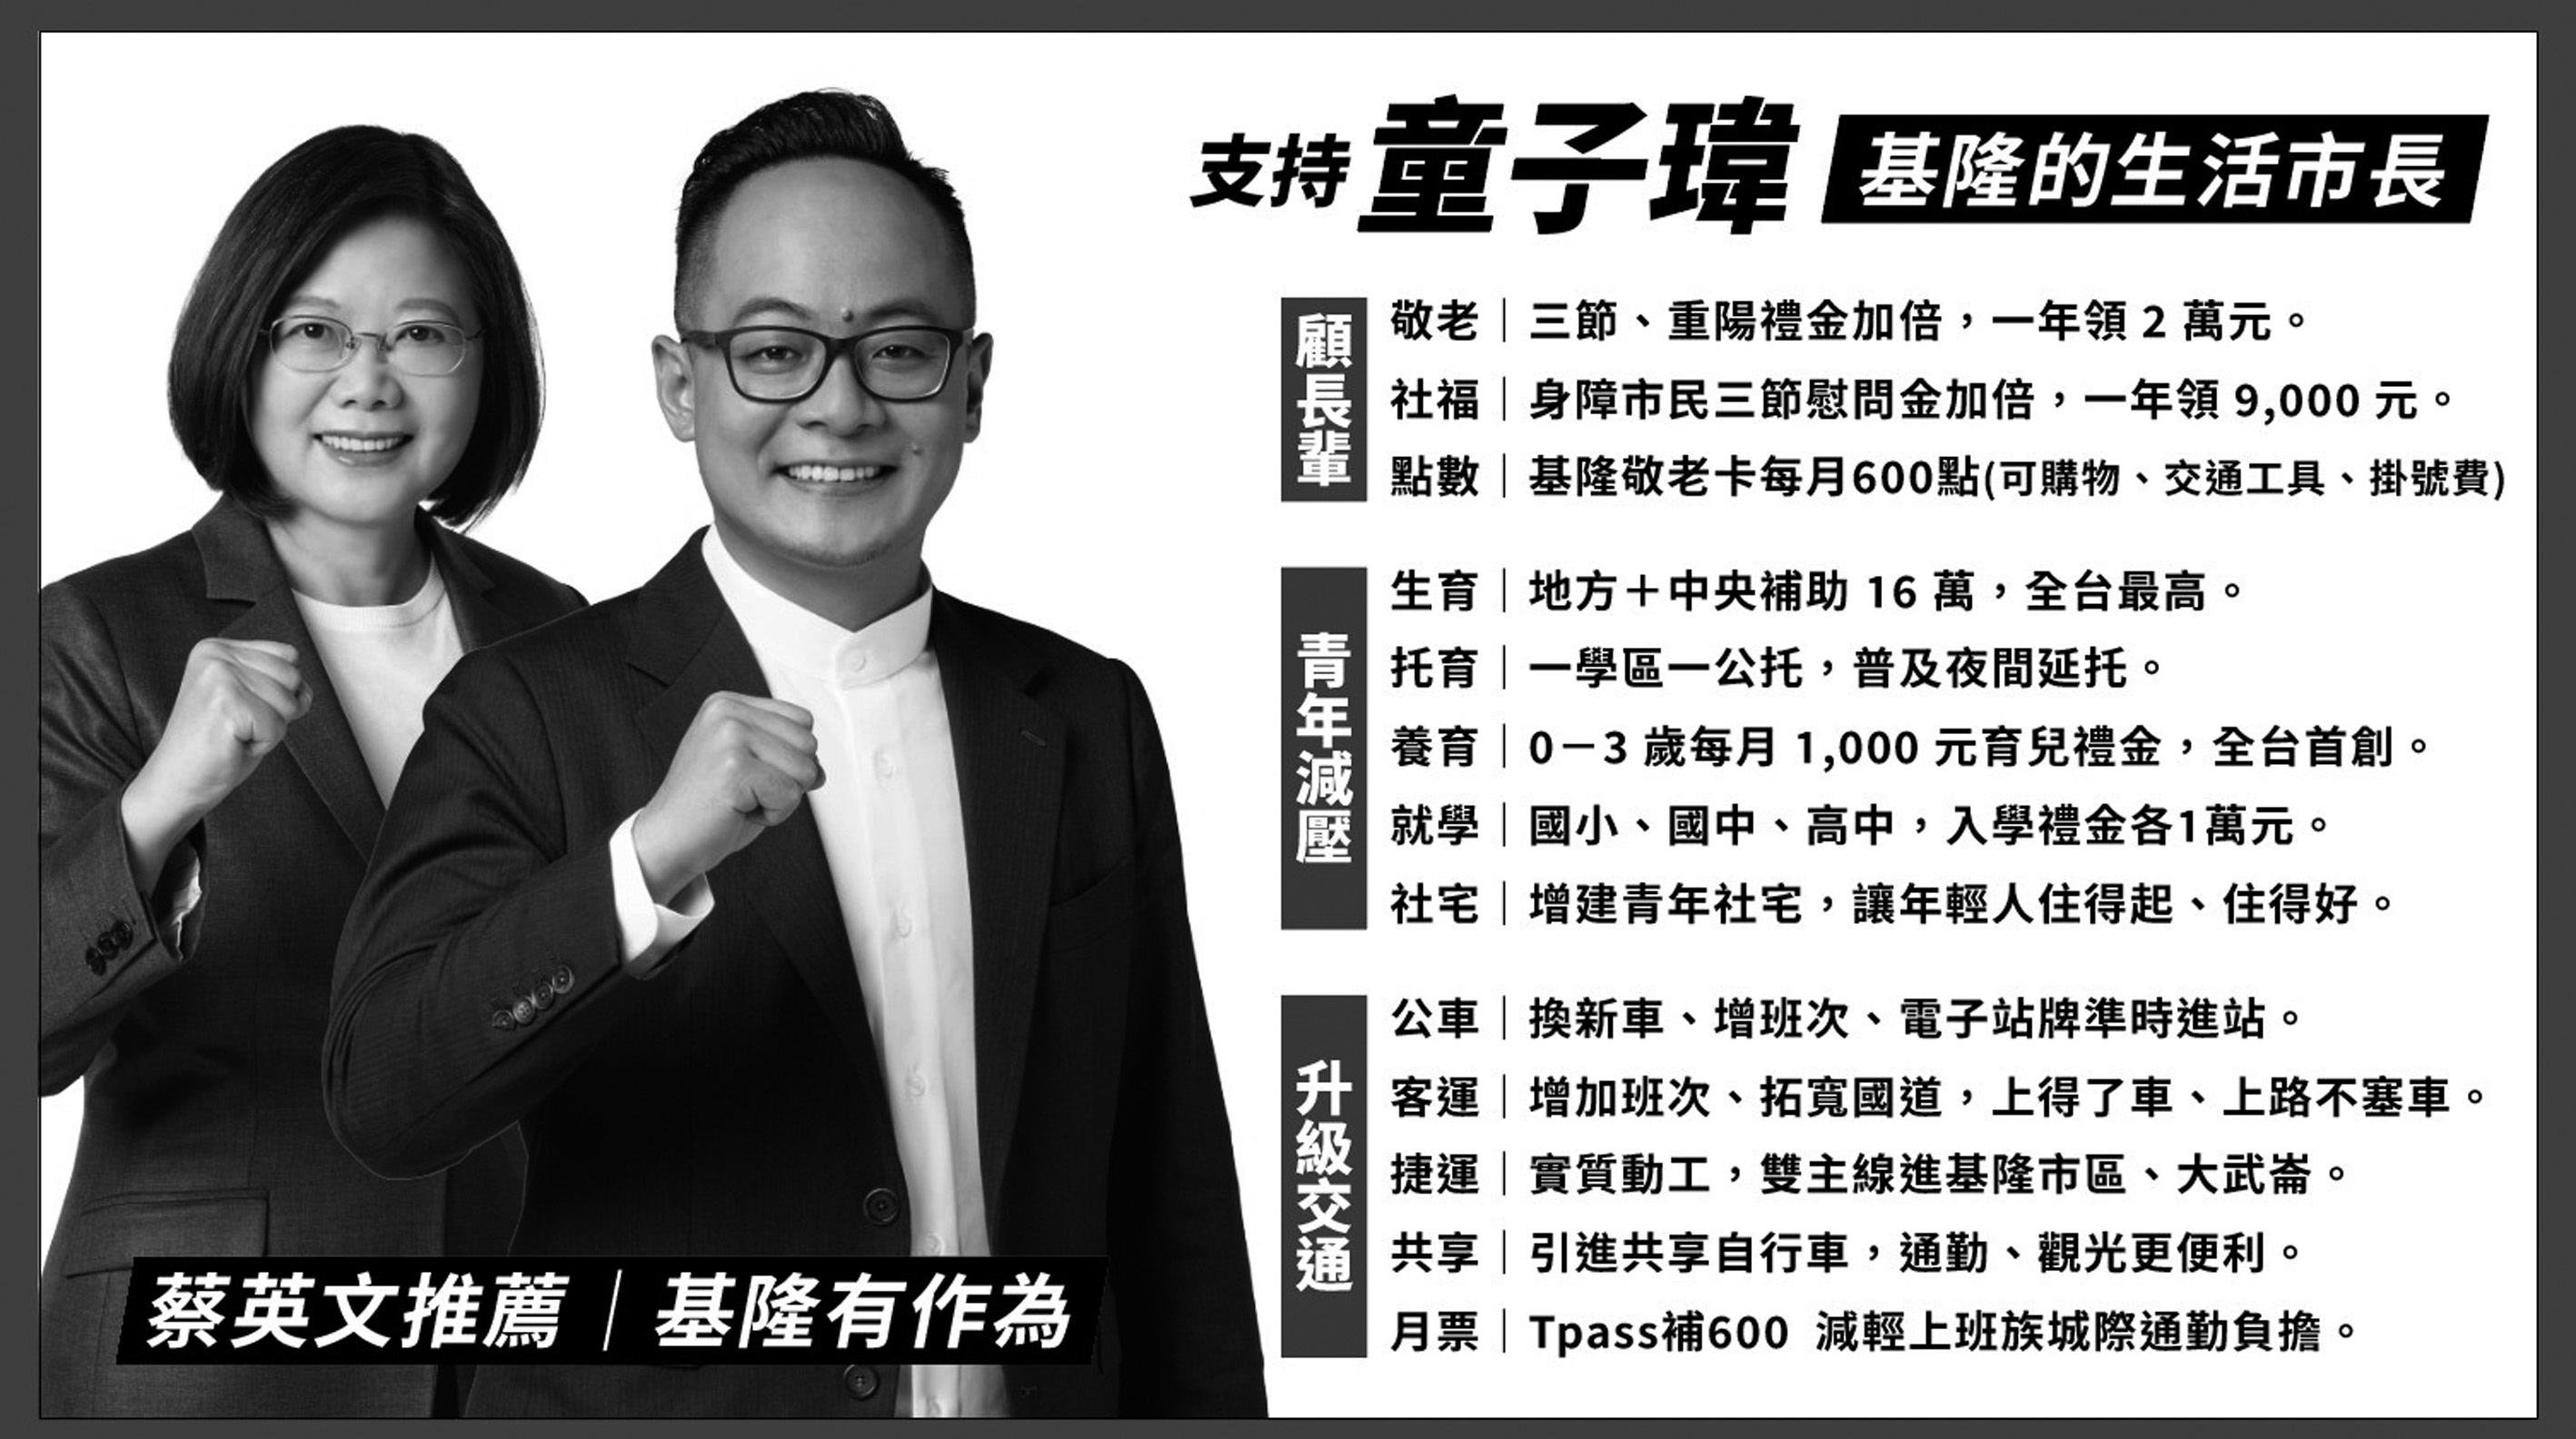 支持 童子瑋 基隆的生活市長
顧長輩
敬老｜三節、重陽禮金加倍，一年領 2 萬元。
社福｜身障市民三節慰問金加倍，一年領 9,000 元。
點數｜基隆敬老卡每月600點(可購物、交通工具、掛號費)
青年減壓
生育｜地方＋中央補助 16 萬，全台最高。
托育｜一學區一公托，普及夜間延托。
養育｜0－3 歲每月 1,000 元育兒禮金，全台首創。
就學｜國小、國中、高中，入學禮金各1萬元。
社宅｜增建青年社宅，讓年輕人住得起、住得好。
升級交通
公車｜換新車、增班次、電子站牌準時進站。
客運｜增加班次、拓寬國道，上得了車、上路不塞車。
捷運｜實質動工，雙主線進基隆市區、大武崙。
共享｜引進共享自行車，通勤、觀光更便利。
月票｜Tpass補600 減輕上班族城際通勤負擔。
蔡英文推薦｜基隆有作為